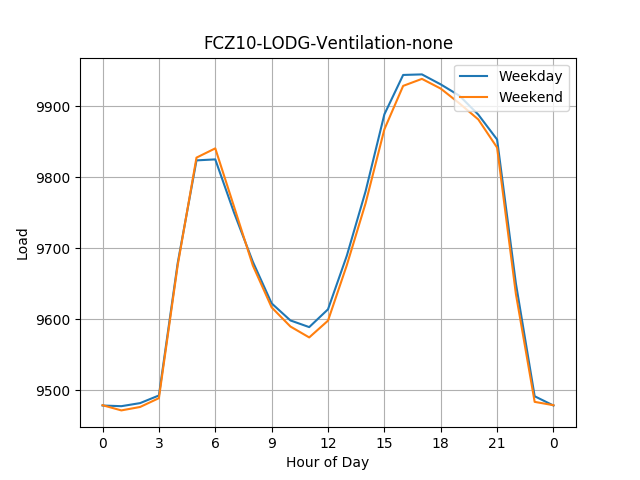 FCZ10-LODG-Ventilation-none
Weekday
Weekend
Load
9900
9800
9700
9600
9500
0 3 6 9 12 15 18 21 0
Hour of Day